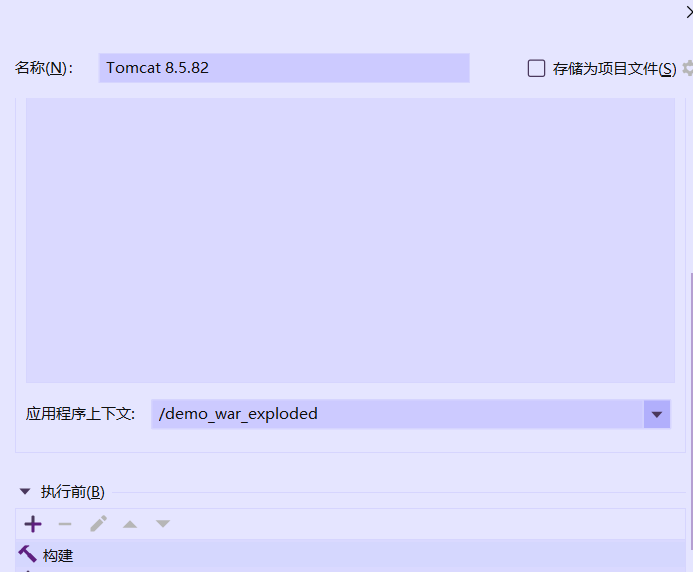 名称(N): Tomcat 8.5.82 存储为项目文件(S)
应用程序上下文: /demo_war_exploded
执行前(B)
构建